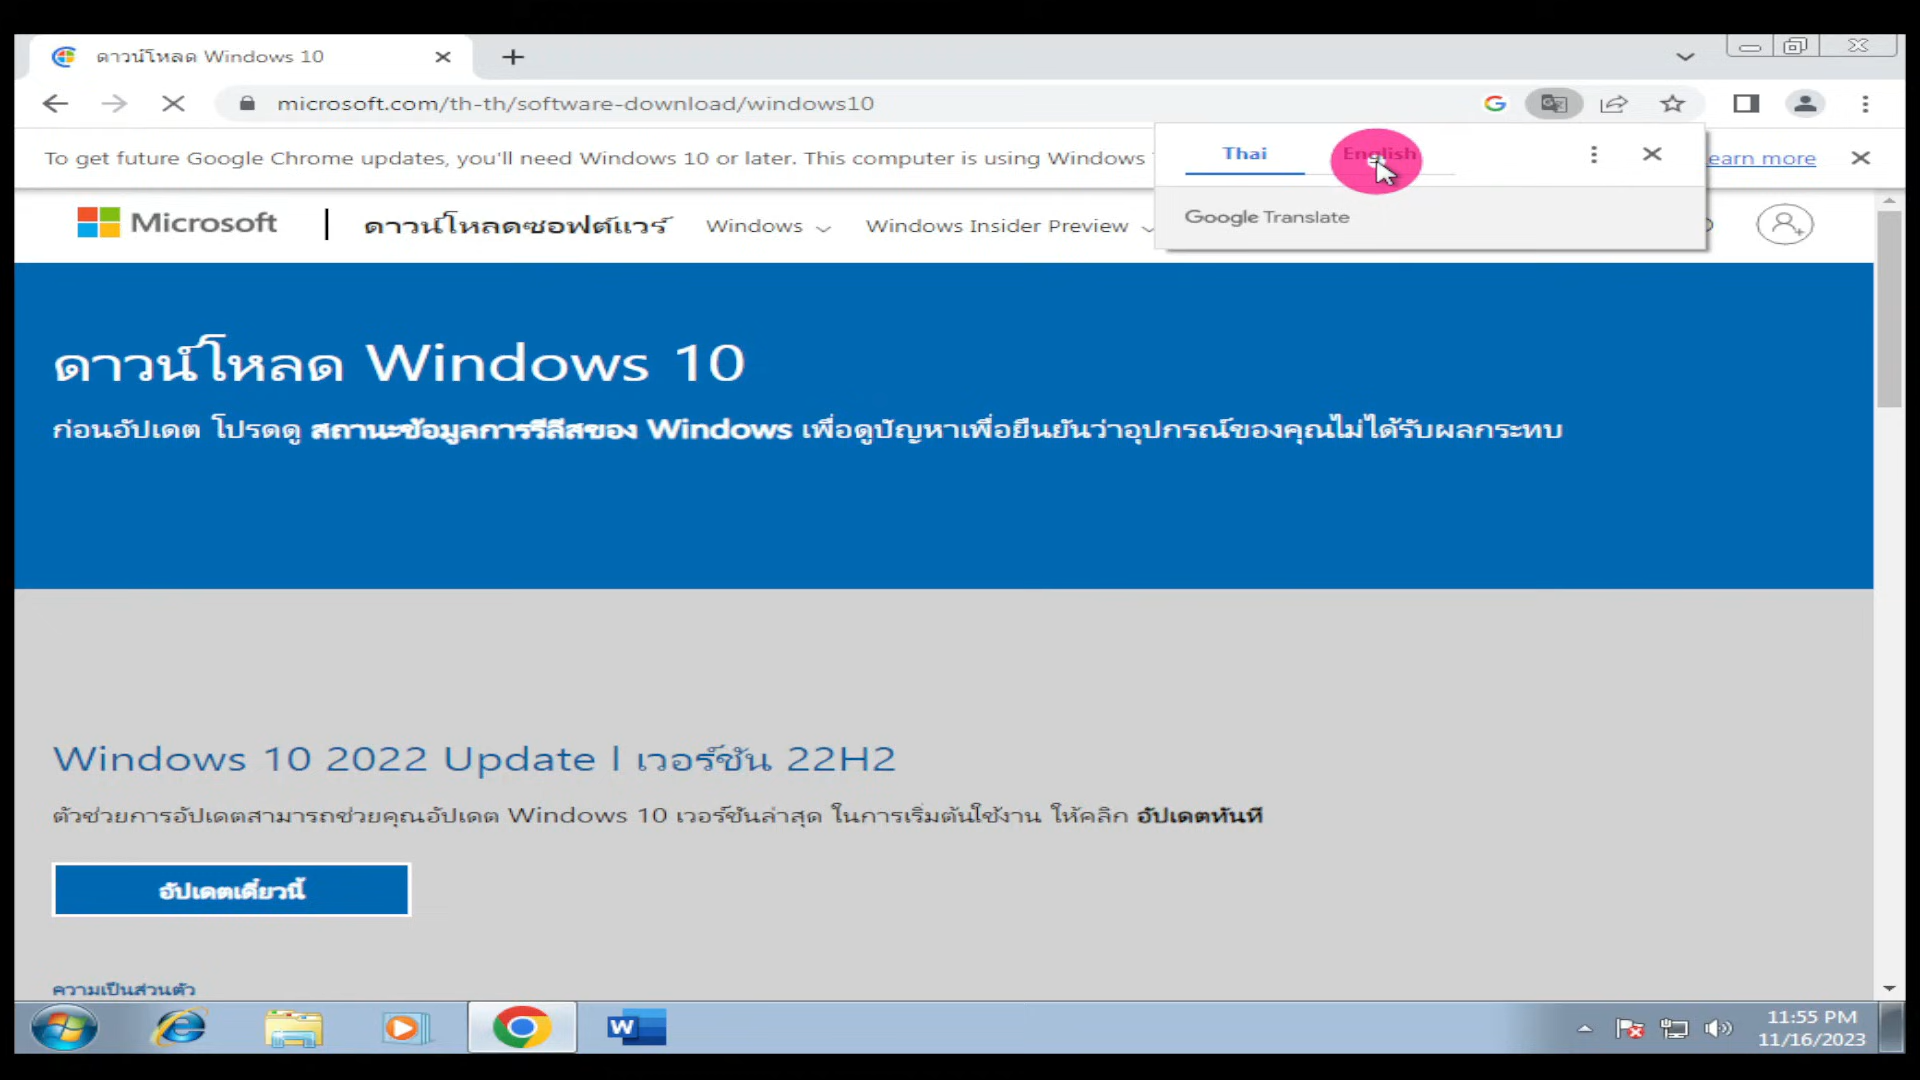 ดาวน์โหลด Windows 10
microsoft.com/th-th/software-download/windows10
To get future Google Chrome updates, you'll need Windows 10 or later. This computer is using Windows
earn more
Thai English
Google Translate
Microsoft ดาวน์โหลดซอฟต์แวร์ Windows Windows Insider Preview
ดาวน์โหลด Windows 10
ก่อนอัปเดต โปรดดู สถานะข้อมูลการรีลีสของ Windows เพื่อดูปัญหาเพื่อยืนยันว่าอุปกรณ์ของคุณไม่ได้รับผลกระทบ
Windows 10 2022 Update l เวอร์ชัน 22H2
ตัวช่วยการอัปเดตสามารถช่วยคุณอัปเดต Windows 10 เวอร์ชันล่าสุด ในการเริ่มต้นใช้งาน ให้คลิก อัปเดตทันที
อัปเดตเดี๋ยวนี้
ความเป็นส่วนตัว
W
11:55 PM
11/16/2023